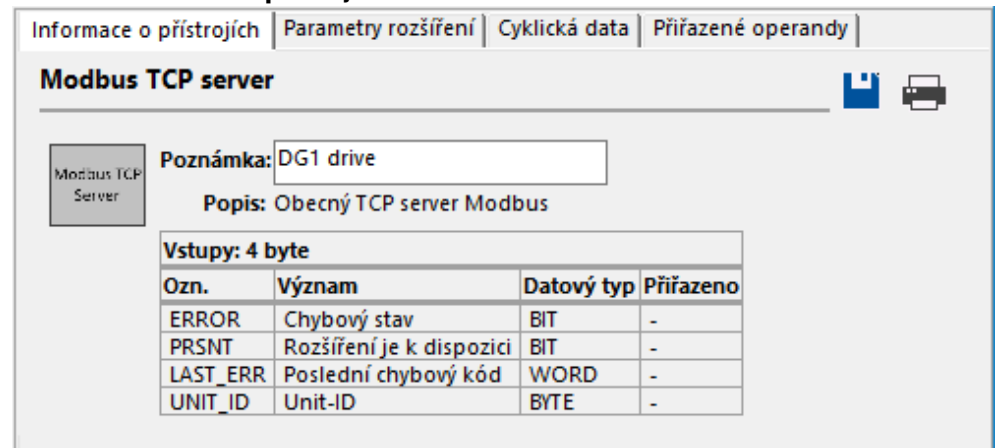 Informace o přístrojích Parametry rozšíření Cyklická data Přiřazené operandy
Modbus TCP server
Modbus TCP
Server
Poznámka: DG1 drive
Popis: Obecný TCP server Modbus
Vstupy: 4 byte
Ozn. Význam Datový typ Přiřazeno
ERROR Chybový stav BIT -
PRSNT Rozšíření je k dispozici BIT -
LAST_ERR Poslední chybový kód WORD -
UNIT_ID Unit-ID BYTE -